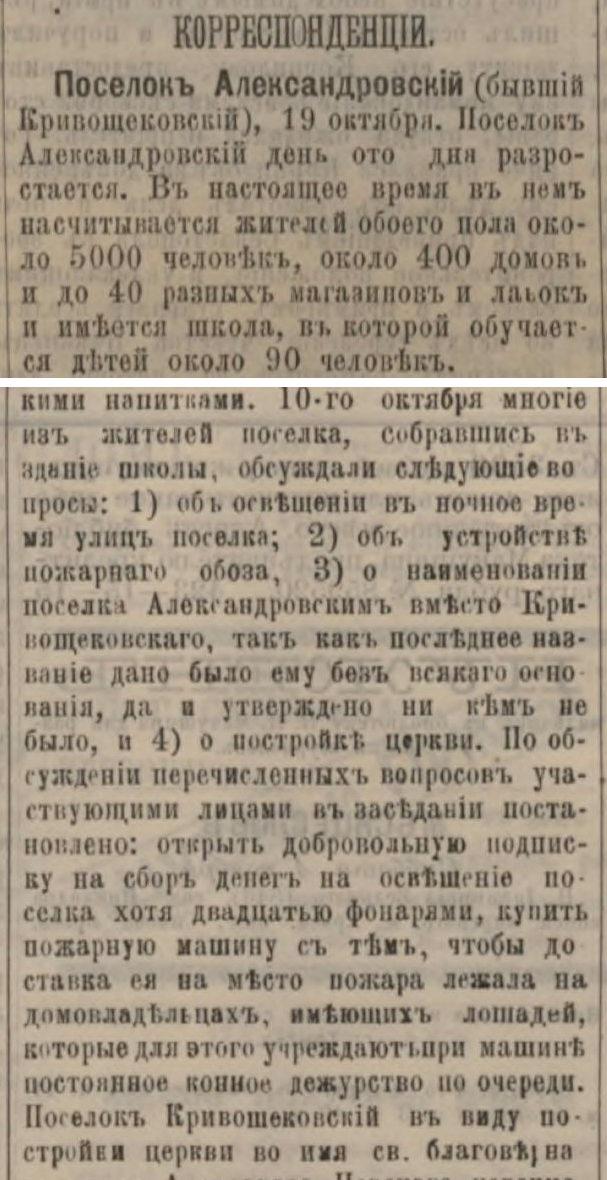 КОРРЕСПОНДЕНЦІИ.
Поселокъ Александровскій (бывшій
Кривощековскій), 19 октября. Поселокъ
Александровскій день ото дня разро-
стается. Въ настоящее время въ немъ
насчитывается жителей обоего пола око-
ло 5000 человѣкъ, около 400 домовъ
и до 40 разныхъ магазиновъ и лавокъ
и имѣется школа, въ которой обучает-
ся дѣтей около 90 человѣкъ.
кими напитками. 10-го октября многіе
изъ жителей поселка, собравшись въ
зданіе школы, обсуждали слѣдующіе во
просы: 1) объ освѣщеніи въ ночное вре-
мя улицъ поселка; 2) объ устройствѣ
пожарнаго обоза, 3) о наименованіи
поселка Александровскимъ вмѣсто Кри-
вощековскаго, такъ какъ послѣднее наз-
ваніе дано было ему безъ всякаго осно-
ванія, да и утверждено ни кѣмъ не
было, и 4) о постройкѣ церкви. По об-
сужденіи перечисленныхъ вопросовъ уча-
ствующими лицами въ засѣданіи поста-
новлено: открыть добровольную подпис-
ку на сборъ денегъ на освѣщеніе по-
селка хотя двадцатью фонарями, купить
пожарную машину съ тѣмъ, чтобы до
ставка ея на мѣсто пожара лежала на
домовладѣльцахъ, имѣющихъ лошадей,
которые для этого учреждаютъ при машинѣ
постоянное конное дежурство по очереди.
Поселокъ Кривошековскій въ виду по-
стройки церкви во имя св. благовѣрна